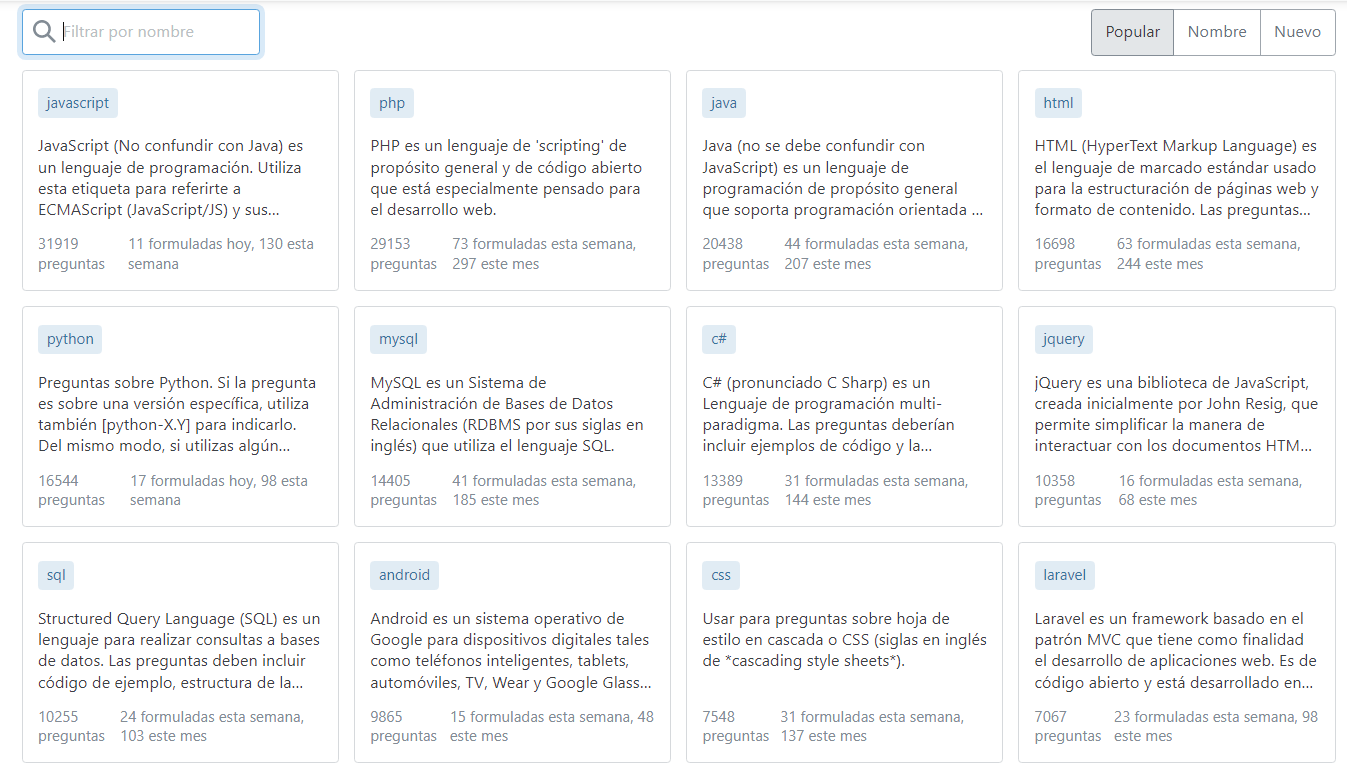 Filtrar por nombre
Popular
Nombre
Nuevo
javascript
JavaScript (No confundir con Java) es
un lenguaje de programación. Utiliza
esta etiqueta para referirte a
ECMAScript (JavaScript/JS) y sus...
31919 preguntas
11 formuladas hoy, 130 esta
semana
php
PHP es un lenguaje de 'scripting' de
propósito general y de código abierto
que está especialmente pensado para
el desarrollo web.
29153 preguntas
73 formuladas esta semana,
297 este mes
java
Java (no se debe confundir con
JavaScript) es un lenguaje de
programación de propósito general
que soporta programación orientada ...
20438 preguntas
44 formuladas esta semana,
207 este mes
html
HTML (HyperText Markup Language) es
el lenguaje de marcado estándar usado
para la estructuración de páginas web y
formato de contenido. Las preguntas...
16698 preguntas
63 formuladas esta semana,
244 este mes
python
Preguntas sobre Python. Si la pregunta
es sobre una versión específica, utiliza
también [python-X.Y] para indicarlo.
Del mismo modo, si utilizas algún...
16544 preguntas
17 formuladas hoy, 98 esta
semana
mysql
MySQL es un Sistema de
Administración de Bases de Datos
Relacionales (RDBMS por sus siglas en
inglés) que utiliza el lenguaje SQL.
14405 preguntas
41 formuladas esta semana,
185 este mes
c#
C# (pronunciado C Sharp) es un
Lenguaje de programación multi-
paradigma. Las preguntas deberían
incluir ejemplos de código y la...
13389 preguntas
31 formuladas esta semana,
144 este mes
jquery
jQuery es una biblioteca de JavaScript,
creada inicialmente por John Resig, que
permite simplificar la manera de
interactuar con los documentos HTM...
10358 preguntas
16 formuladas esta semana,
68 este mes
sql
Structured Query Language (SQL) es un
lenguaje para realizar consultas a bases
de datos. Las preguntas deben incluir
código de ejemplo, estructura de la...
10255 preguntas
24 formuladas esta semana,
103 este mes
android
Android es un sistema operativo de
Google para dispositivos digitales tales
como teléfonos inteligentes, tablets,
automóviles, TV, Wear y Google Glass...
9865 preguntas
15 formuladas esta semana, 48
este mes
css
Usar para preguntas sobre hoja de
estilo en cascada o CSS (siglas en inglés
de *cascading style sheets*).
7548 preguntas
31 formuladas esta semana,
137 este mes
laravel
Laravel es un framework basado en el
patrón MVC que tiene como finalidad
el desarrollo de aplicaciones web. Es de
código abierto y está desarrollado en...
7067 preguntas
23 formuladas esta semana, 98
este mes